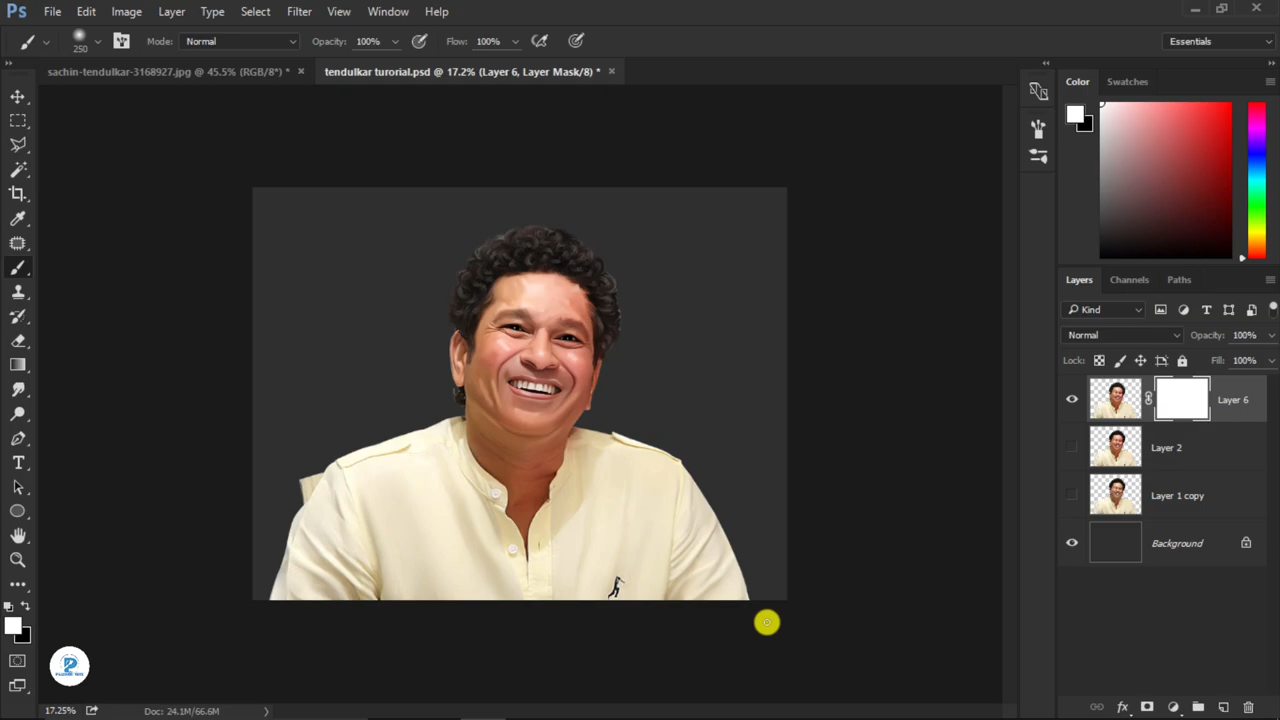 Ps File Edit Image Layer Type Select Filter View Window Help
250 Mode: Normal Opacity: 100% Flow: 100% Essentials
sachin-tendulkar-3168927.jpg @ 45.5% (RGB/8*) * × tendulkar turorial.psd @ 17.2% (Layer 6, Layer Mask/8) * ×
Color Swatches
Layers Channels Paths
Kind
Normal Opacity: 100%
Lock: Fill: 100%
Layer 6
Layer 2
Layer 1 copy
Background
17.25% Doc: 24.1M/66.6M